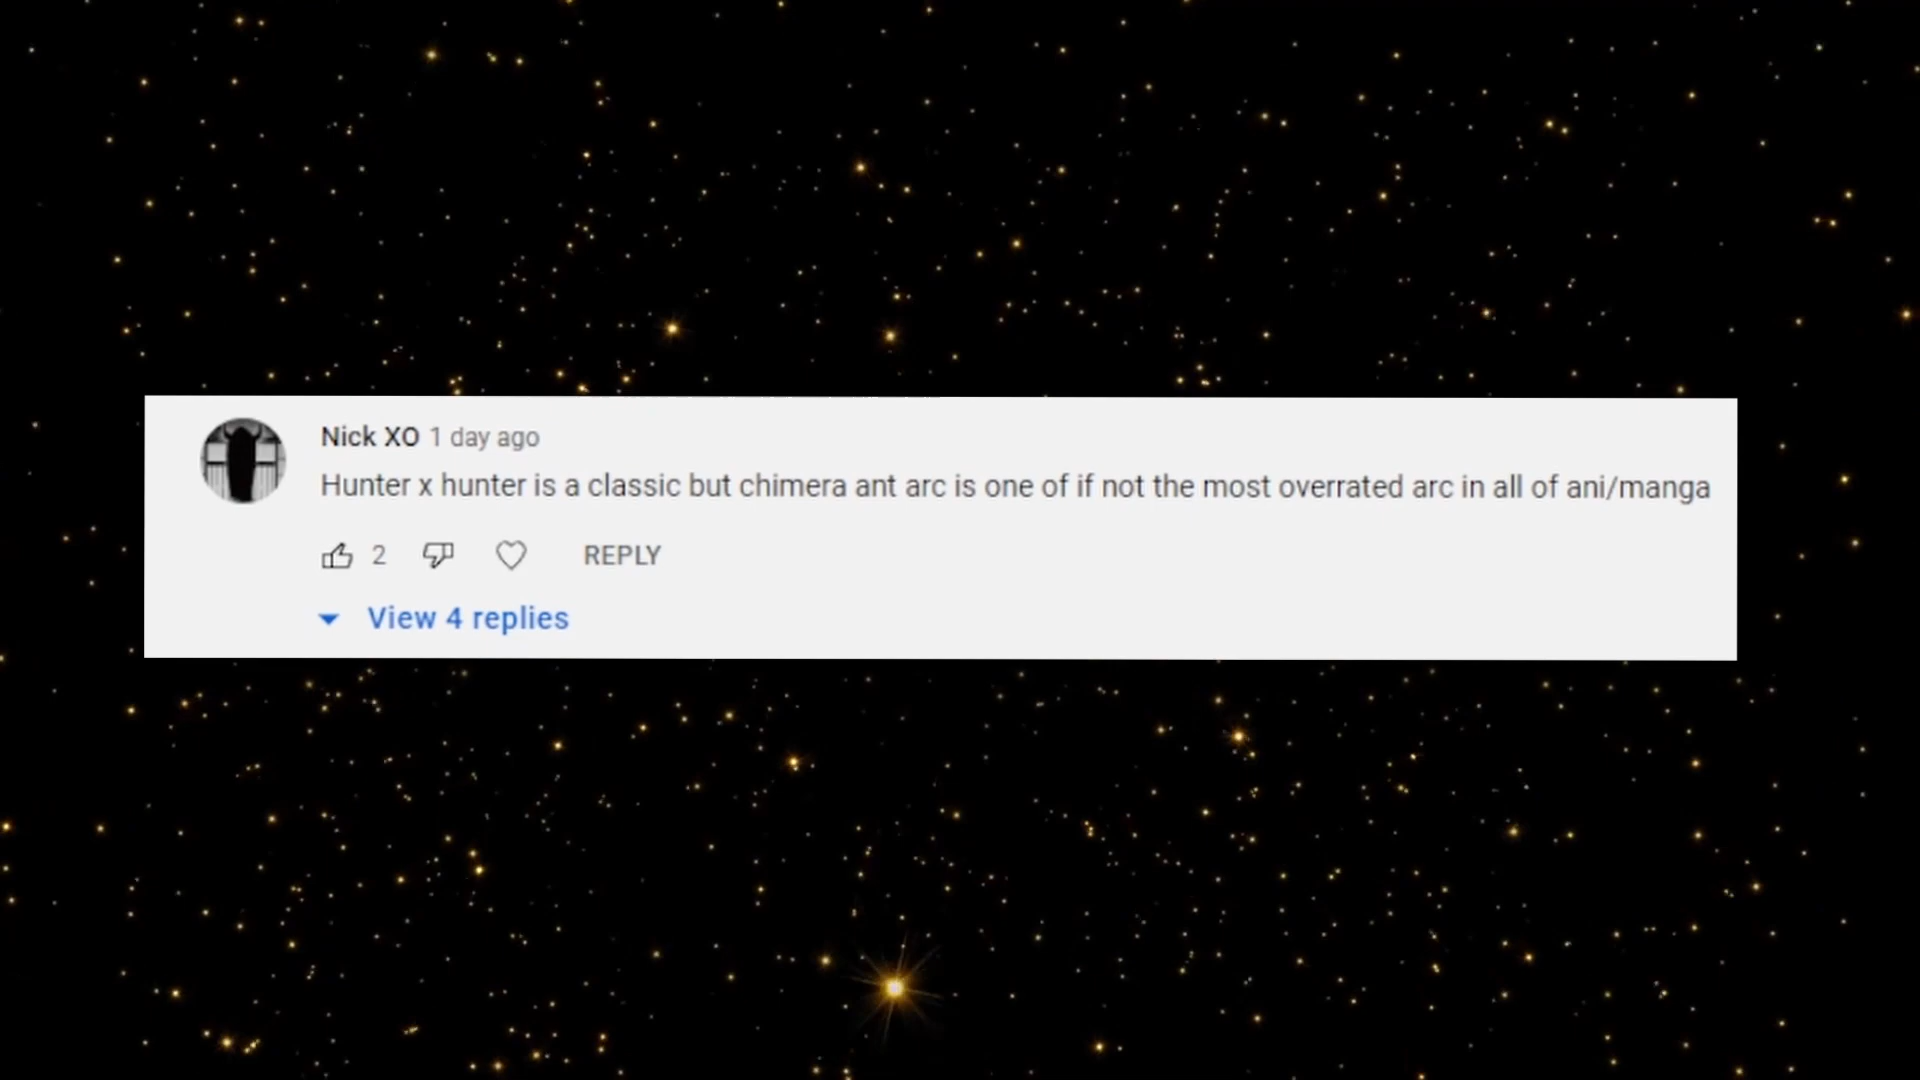 Nick XO 1 day ago
Hunter x hunter is a classic but chimera ant arc is one of if not the most overrated arc in all of ani/manga
2 REPLY
View 4 replies